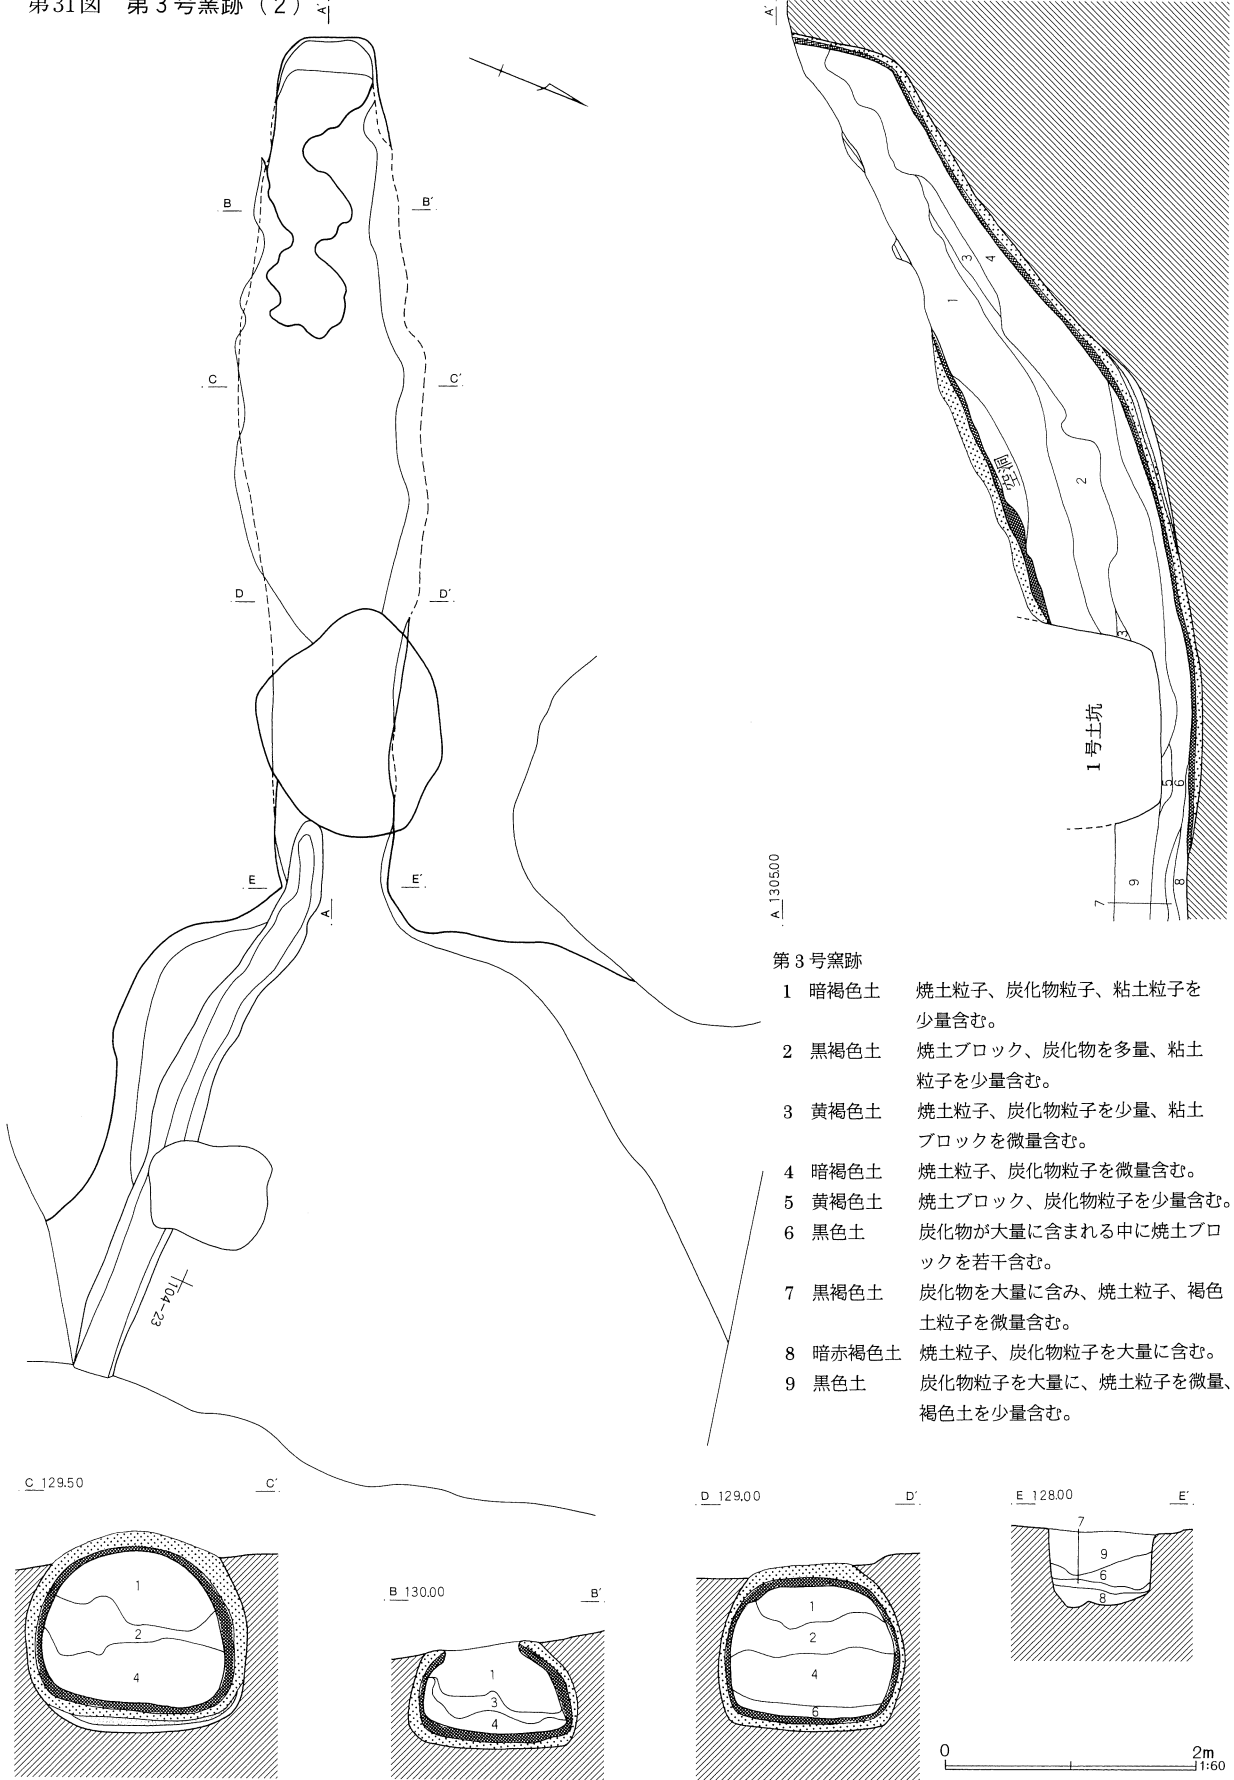 第31図 第3号窯跡（2）
A′
A′
B
B′
3
4
1
C
C′
空洞
2
D
D′
3
1号土坑
5
6
E
E′
A
A 1305.00
9
8
7
第3号窯跡
1 暗褐色土 焼土粒子、炭化物粒子、粘土粒子を
少量含む。
2 黒褐色土 焼土ブロック、炭化物を多量、粘土
粒子を少量含む。
3 黄褐色土 焼土粒子、炭化物粒子を少量、粘土
ブロックを微量含む。
4 暗褐色土 焼土粒子、炭化物粒子を微量含む。
5 黄褐色土 焼土ブロック、炭化物粒子を少量含む。
6 黒色土 炭化物が大量に含まれる中に焼土ブロ
ックを若干含む。
7 黒褐色土 炭化物を大量に含み、焼土粒子、褐色
土粒子を微量含む。
8 暗赤褐色土 焼土粒子、炭化物粒子を大量に含む。
9 黒色土 炭化物粒子を大量に、焼土粒子を微量、
褐色土を少量含む。
104-23
C 129.50 C′
1
2
4
B 130.00 B′
1
3
4
D 129.00 D′
1
2
4
6
E 128.00 E′
7
9
6
8
0 2m
1:60